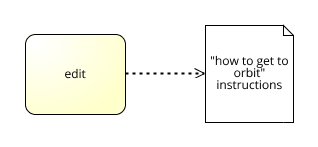 edit
"how to get to
orbit"
instructions